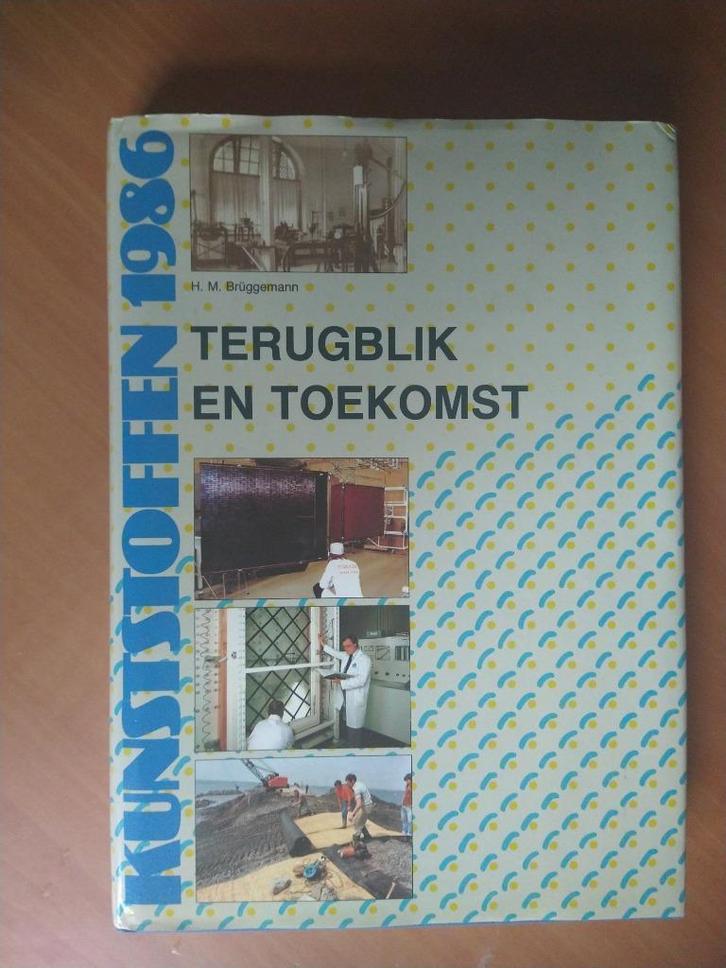 KUNSTSTOFFEN 1986
H. M. Brüggemann
TERUGBLIK
EN TOEKOMST